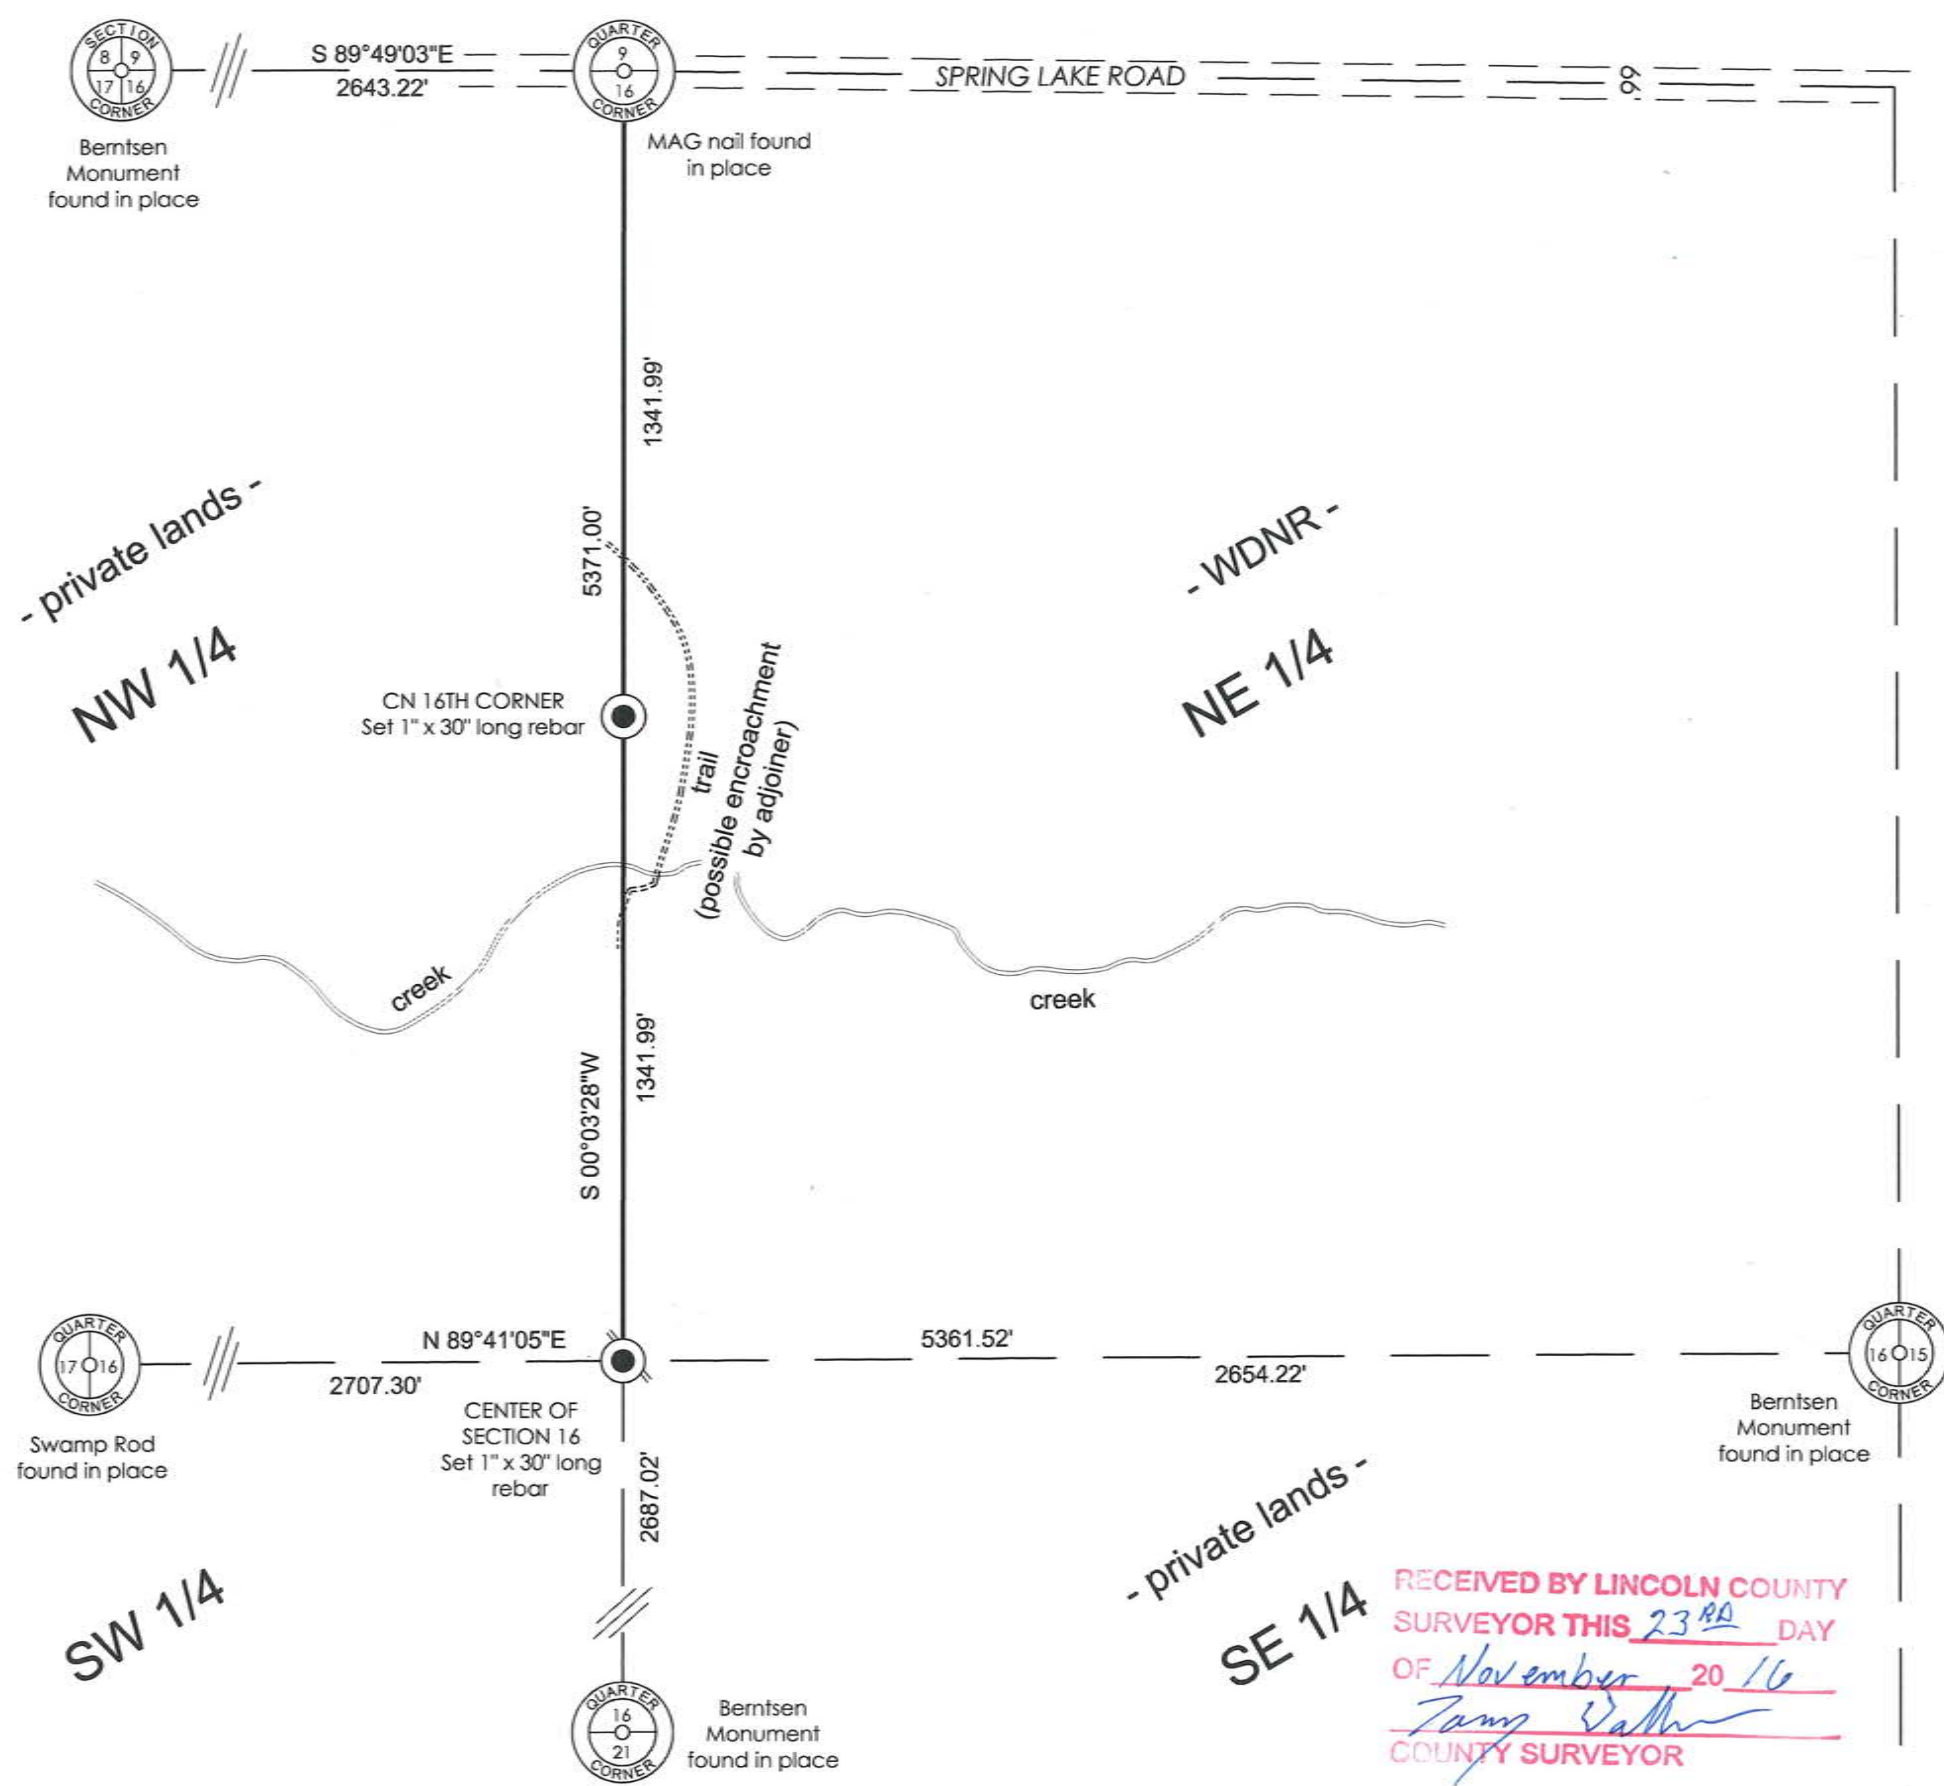 SECTION
8 9
17 16
CORNER
Berntsen
Monument
found in place
S 89°49'03"E
2643.22'
QUARTER
9
16
CORNER
MAG nail found
in place
SPRING LAKE ROAD
66
1341.99'
5371.00'
- private lands -
NW 1/4
- WDNR -
NE 1/4
CN 16TH CORNER
Set 1" x 30" long rebar
trail
(possible encroachment
by adjoiner)
creek
creek
S 00°03'28"W
1341.99'
QUARTER
17 16
CORNER
Swamp Rod
found in place
N 89°41'05"E
2707.30'
5361.52'
2654.22'
CENTER OF
SECTION 16
Set 1" x 30" long
rebar
QUARTER
16 15
CORNER
Berntsen
Monument
found in place
2687.02'
SW 1/4
- private lands -
SE 1/4
QUARTER
16
21
CORNER
Berntsen
Monument
found in place
RECEIVED BY LINCOLN COUNTY
SURVEYOR THIS 23RD DAY
OF November 20 16
COUNTY SURVEYOR